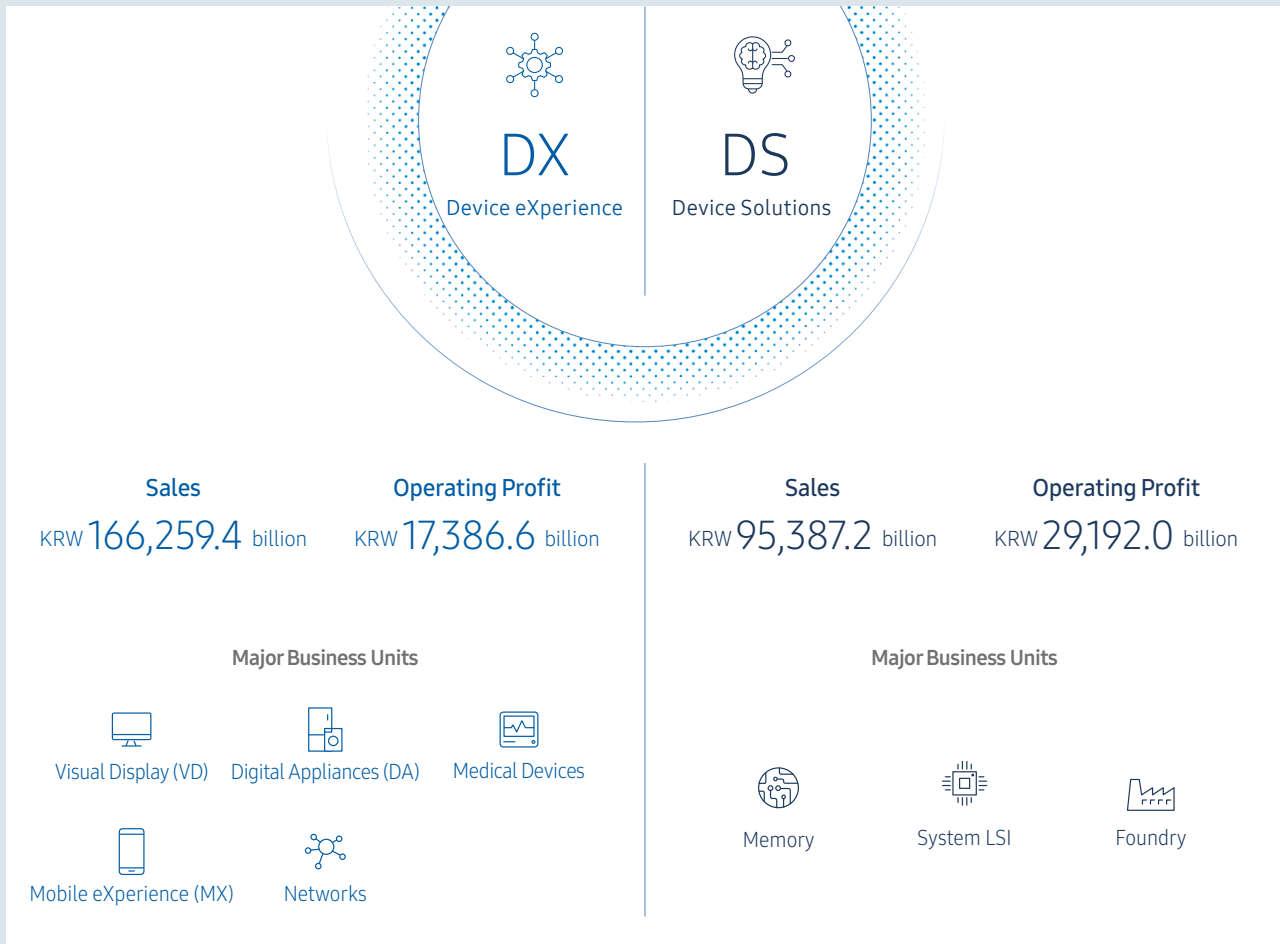 DX
Device eXperience
DS
Device Solutions
Sales
KRW 166,259.4 billion
Operating Profit
KRW 17,386.6 billion
Major Business Units
Visual Display (VD)
Digital Appliances (DA)
Medical Devices
Mobile eXperience (MX)
Networks
Sales
KRW 95,387.2 billion
Operating Profit
KRW 29,192.0 billion
Major Business Units
Memory
System LSI
Foundry